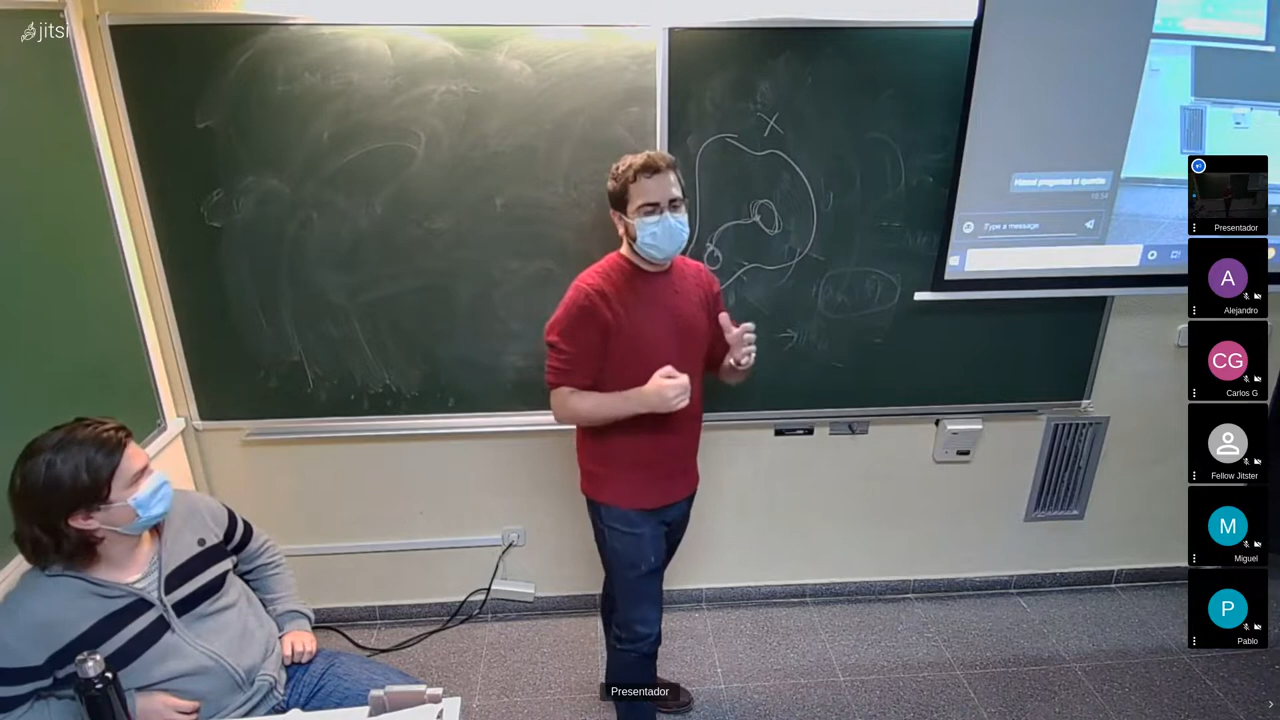 jitsi
X
Type a message
Presentador
A
Alejandro
CG
Carlos G
Fellow Jitster
M
Miguel
P
Pablo
Presentador